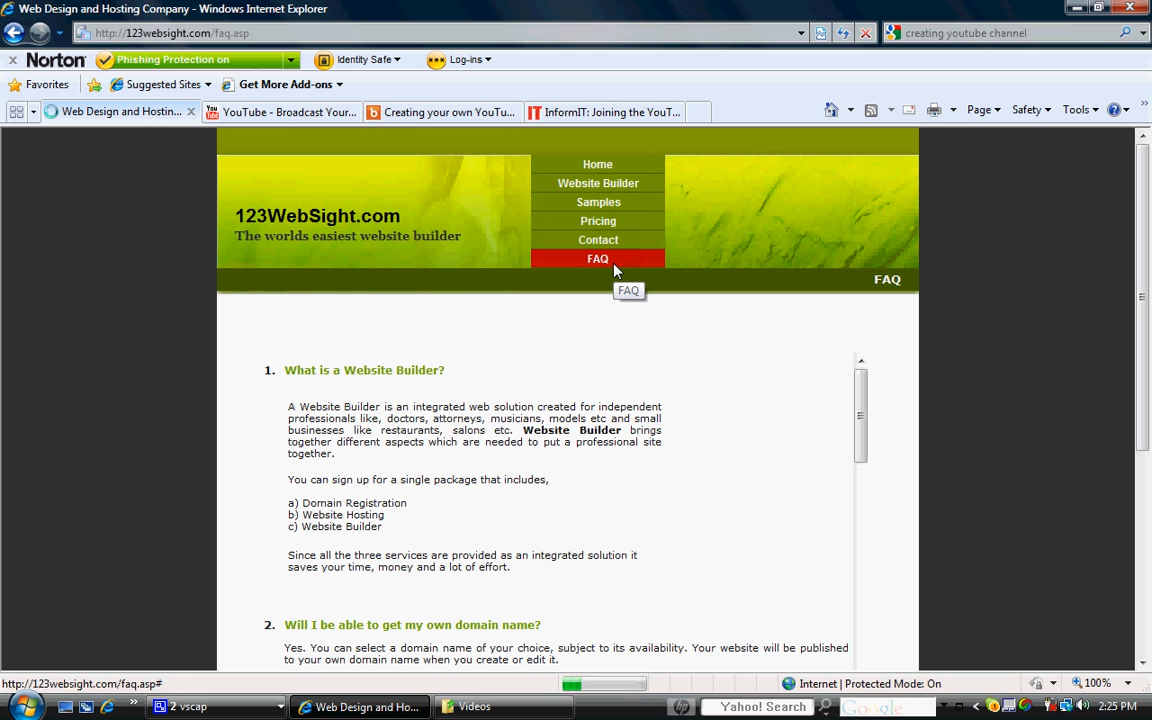 Web Design and Hosting Company - Windows Internet Explorer
http://123websight.com/faq.asp
creating youtube channel
Norton
Phishing Protection on
Identity Safe
Log-ins
Favorites
Suggested Sites
Get More Add-ons
Web Design and Hostin...
YouTube - Broadcast Your...
Creating your own YouTu...
InformIT: Joining the YouT...
Page
Safety
Tools
Home
Website Builder
Samples
Pricing
Contact
FAQ
123WebSight.com
The worlds easiest website builder
FAQ
FAQ
1. What is a Website Builder?
A Website Builder is an integrated web solution created for independent
professionals like, doctors, attorneys, musicians, models etc and small
businesses like restaurants, salons etc. Website Builder brings
together different aspects which are needed to put a professional site
together.
You can sign up for a single package that includes,
a) Domain Registration
b) Website Hosting
c) Website Builder
Since all the three services are provided as an integrated solution it
saves your time, money and a lot of effort.
2. Will I be able to get my own domain name?
Yes. You can select a domain name of your choice, subject to its availability. Your website will be published
to your own domain name when you create or edit it.
http://123websight.com/faq.asp#
Internet | Protected Mode: On
100%
2 vscap
Web Design and Ho...
Videos
Yahoo! Search
Google
2:25 PM